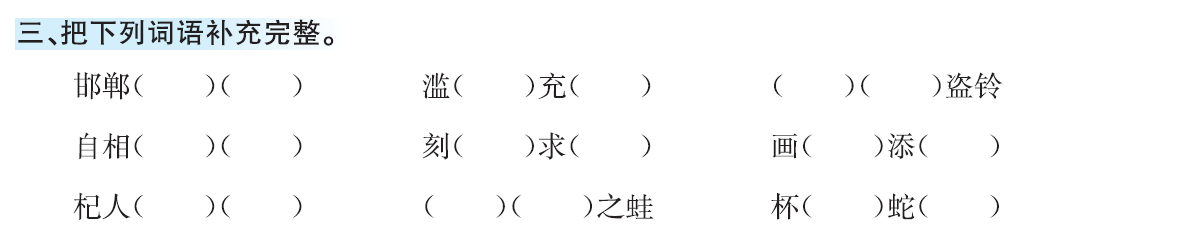 三、把下列词语补充完整。
邯郸(　　)(　　)　　滥(　　)充(　　)　　(　　)(　　)盗铃
自相(　　)(　　)　　刻(　　)求(　　)　　画(　　)添(　　)
杞人(　　)(　　)　　(　　)(　　)之蛙　　杯(　　)蛇(　　)